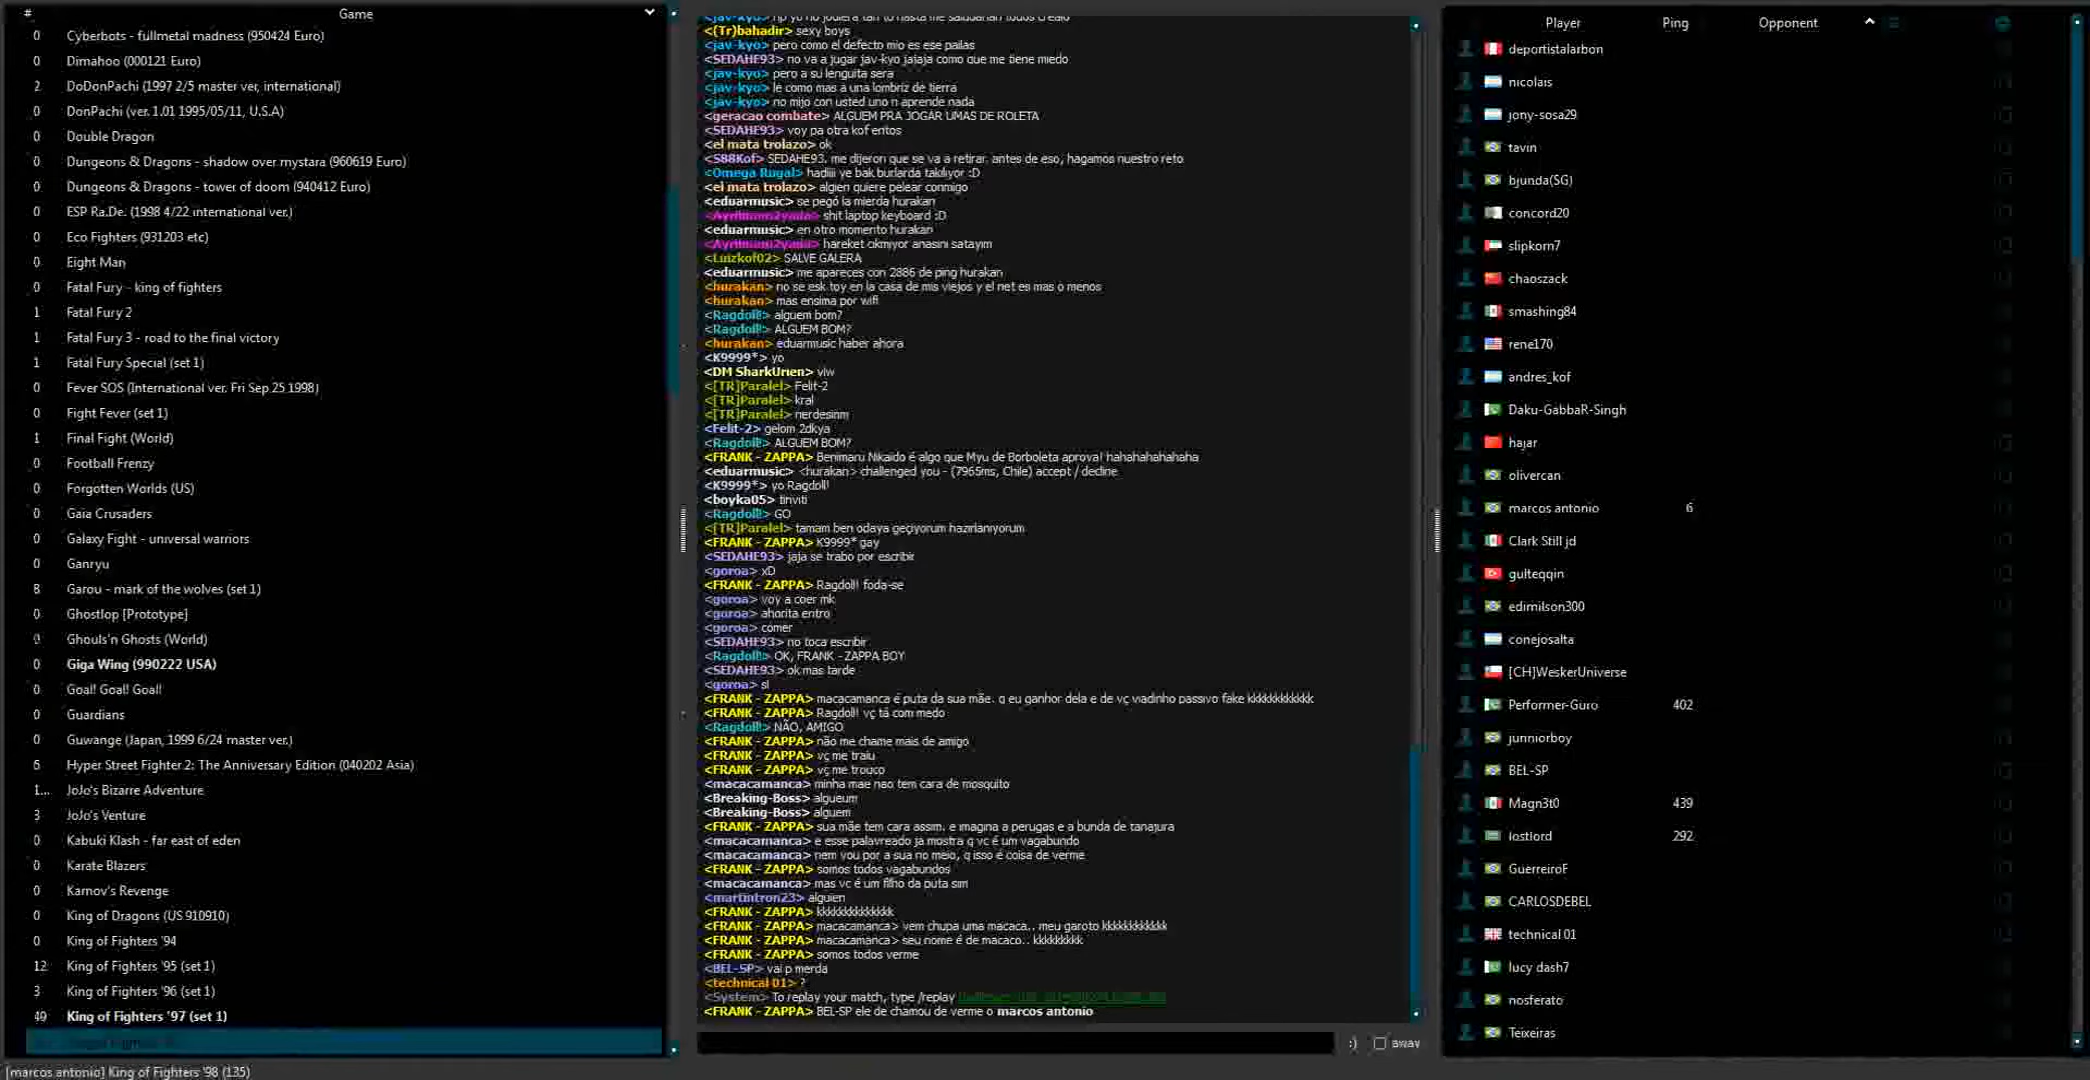 # Game
0 Cyberbots - fullmetal madness (950424 Euro)
0 Dimahoo (000121 Euro)
2 DoDonPachi (1997 2/5 master ver, international)
0 DonPachi (ver. 1.01 1995/05/11, U.S.A)
0 Double Dragon
0 Dungeons & Dragons - shadow over mystara (960619 Euro)
0 Dungeons & Dragons - tower of doom (940412 Euro)
0 ESP Ra.De. (1998 4/22 international ver.)
0 Eco Fighters (931203 etc)
0 Eight Man
0 Fatal Fury - king of fighters
1 Fatal Fury 2
1 Fatal Fury 3 - road to the final victory
1 Fatal Fury Special (set 1)
0 Fever SOS (International ver. Fri Sep 25 1998)
0 Fight Fever (set 1)
1 Final Fight (World)
0 Football Frenzy
0 Forgotten Worlds (US)
0 Gaia Crusaders
0 Galaxy Fight - universal warriors
0 Ganryu
8 Garou - mark of the wolves (set 1)
0 Ghostlop [Prototype]
0 Ghouls'n Ghosts (World)
0 Giga Wing (990222 USA)
0 Goal! Goal! Goal!
0 Guardians
0 Guwange (Japan, 1999 6/24 master ver.)
6 Hyper Street Fighter 2: The Anniversary Edition (040202 Asia)
1... JoJo's Bizarre Adventure
3 JoJo's Venture
0 Kabuki Klash - far east of eden
0 Karate Blazers
0 Karnov's Revenge
0 King of Dragons (US 910910)
0 King of Fighters '94
12 King of Fighters '95 (set 1)
3 King of Fighters '96 (set 1)
49 King of Fighters '97 (set 1)
[marcos antonio] King of Fighters '98 (135)
<jav-kyo> np yo no jodiera tan to hasta me saludarian todos crealo
<(Tr)bahadir> sexy boys
<jav-kyo> pero como el defecto mio es ese pailas
<SEDAHE93> no va a jugar jav-kyo jajaja como que me tiene miedo
<jav-kyo> pero a su lenguita sera
<jav-kyo> le como mas a una lombriz de tierra
<jav-kyo> no mijo con usted uno n aprende nada
<geracao combate> ALGUEM PRA JOGAR UMAS DE ROLETA
<SEDAHE93> voy pa otra kof entos
<el mata trolazo> ok
<S88Kof> SEDAHE93. me dijeron que se va a retirar. antes de eso, hagamos nuestro reto
<Omega Rugal> hadiii ye bak burlarda takiliyor :D
<el mata trolazo> algien quiere pelear conmigo
<eduarmusic> se pegó la mierda hurakan
shit laptop keyboard :D
<eduarmusic> en otro momento hurakan
hareket cikmiyor anasini satayim
<Luizkof02> SALVE GALERA
<eduarmusic> me apareces con 2886 de ping hurakan
<hurakan> no se esk toy en la casa de mis viejos y el net es mas o menos
<hurakan> mas ensima por wifi
<Ragdoll!> alguem bom?
<Ragdoll!> ALGUEM BOM?
<hurakan> eduarmusic haber ahora
<K9999*> yo
<DM SharkUrien> vlw
<[TR]Paralel> Felit-2
<[TR]Paralel> kral
<[TR]Paralel> nerdesinm
<Felit-2> gelom 2dkya
<Ragdoll!> ALGUEM BOM?
<FRANK - ZAPPA> Benimaru Nikaido é algo que Myu de Borboleta aprova! hahahahahahaha
<eduarmusic> <hurakan> challenged you - (7965ms, Chile) accept / decline
<K9999*> yo Ragdoll!
<boyka05> tinviti
<Ragdoll!> GO
<[TR]Paralel> tamam ben odaya geçiyorum hazırlanıyorum
<FRANK - ZAPPA> K9999* gay
<SEDAHE93> jaja se trabo por escribir
<goroa> xD
<FRANK - ZAPPA> Ragdoll! foda-se
<goroa> voy a coer mk
<goroa> ahorita entro
<goroa> comer
<SEDAHE93> no toca escribir
<Ragdoll!> OK, FRANK - ZAPPA BOY
<SEDAHE93> ok mas tarde
<goroa> sl
<FRANK - ZAPPA> macacamanca é puta da sua mãe. q eu ganhor dela e de vç viadinho passivo fake kkkkkkkkkkkk
<FRANK - ZAPPA> Ragdoll! vç tá com medo
<Ragdoll!> NÃO, AMIGO
<FRANK - ZAPPA> não me chame mais de amigo
<FRANK - ZAPPA> vç me traiu
<FRANK - ZAPPA> vç me trouco
<macacamanca> minha mae nao tem cara de mosquito
<Breaking-Boss> algueum
<Breaking-Boss> alguem
<FRANK - ZAPPA> sua mãe tem cara assim. e imagina a perugas e a bunda de tanajura
<macacamanca> e esse palavreado ja mostra q vc é um vagabundo
<macacamanca> nem vou por a sua no meio, q isso é coisa de verme
<FRANK - ZAPPA> somos todos vagabundos
<macacamanca> mas vc é um filho da puta sim
<martintron23> alguien
<FRANK - ZAPPA> kkkkkkkkkkkkk
<FRANK - ZAPPA> macacamanca> vem chupa uma macaca.. meu garoto kkkkkkkkkkk
<FRANK - ZAPPA> macacamanca> seu nome é de macaco.. kkkkkkkkk
<FRANK - ZAPPA> somos todos verme
<BEL-SP> vai p merda
<technical 01> ?
<System> To replay your match, type /replay
<FRANK - ZAPPA> BEL-SP ele de chamou de verme o marcos antonio
:) away
Player Ping Opponent
deportistalarbon
nicolais
jony-sosa29
tavin
bjunda(SG)
concord20
slipkorn7
chaoszack
smashing84
rene170
andres_kof
Daku-GabbaR-Singh
hajar
olivercan
marcos antonio 6
Clark Still jd
gulteqqin
edimilson300
conejosalta
[CH]WeskerUniverse
Performer-Guro 402
junniorboy
BEL-SP
Magn3t0 439
lostlord 292
GuerreiroF
CARLOSDEBEL
technical 01
lucy dash7
nosferato
Teixeiras